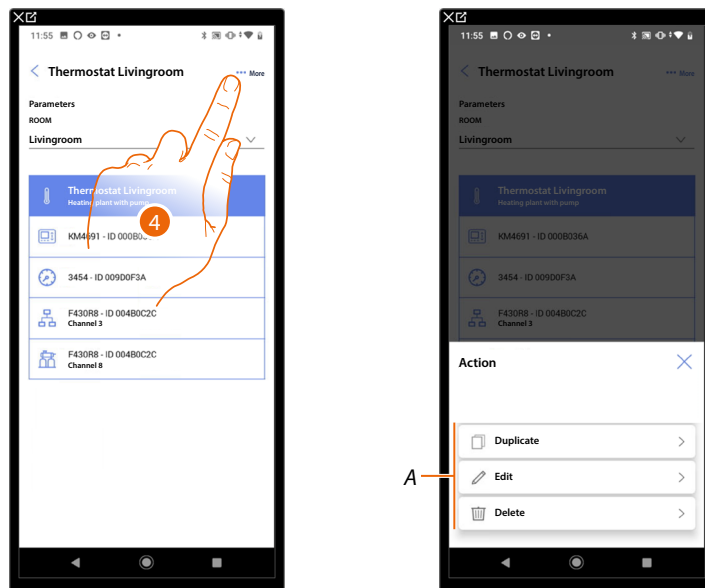 11:55
Thermostat Livingroom
••• More
Parameters
ROOM
Livingroom
Thermostat Livingroom
Heating plant with pump
4
KM4691 - ID 000B0
3454 - ID 009D0F3A
F430R8 - ID 004B0C2C
Channel 3
F430R8 - ID 004B0C2C
Channel 8
11:55
Thermostat Livingroom
••• More
Parameters
ROOM
Livingroom
Thermostat Livingroom
Heating plant with pump
KM4691 - ID 000B036A
3454 - ID 009D0F3A
F430R8 - ID 004B0C2C
Channel 3
Action
A
Duplicate
Edit
Delete